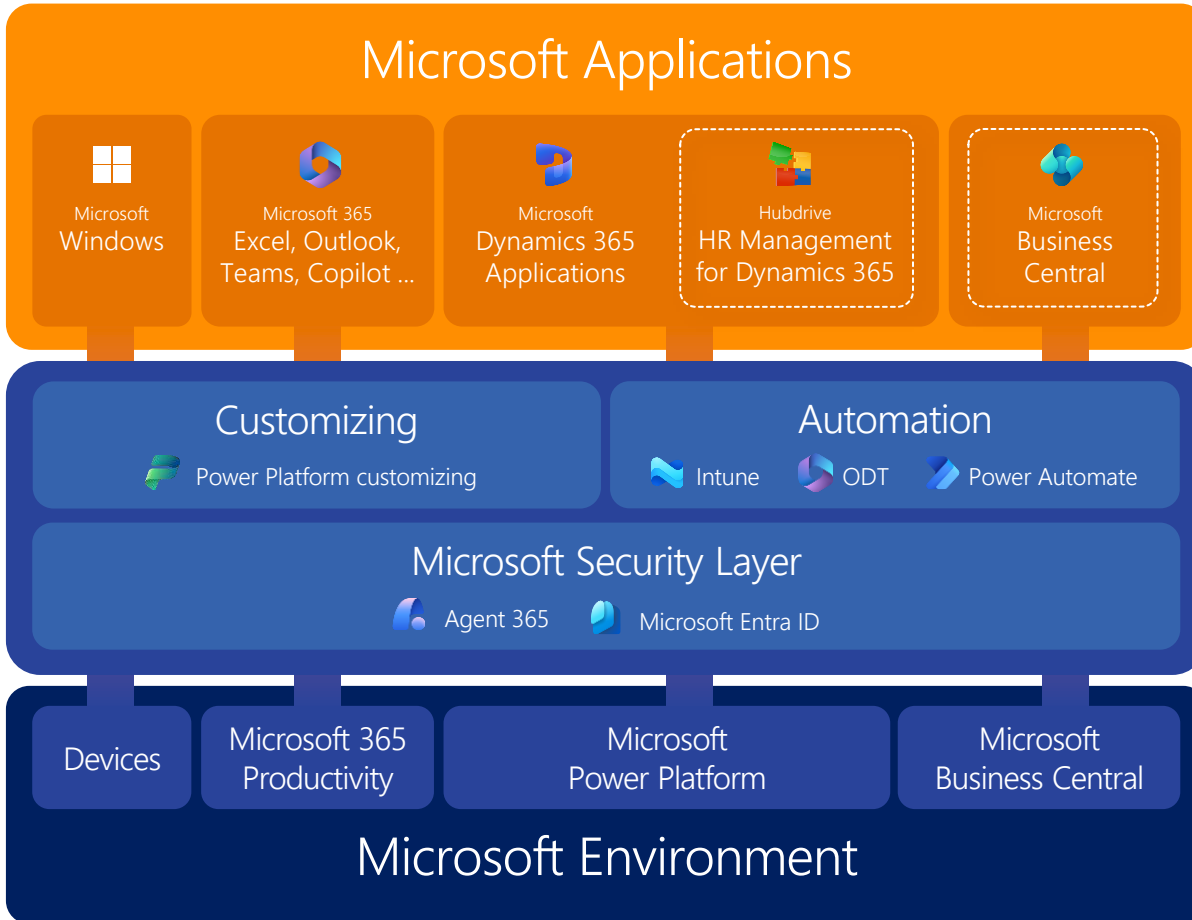 Microsoft Applications
Microsoft
Windows
Microsoft 365
Excel, Outlook,
Teams, Copilot ...
Microsoft
Dynamics 365
Applications
Hubdrive
HR Management
for Dynamics 365
Microsoft
Business
Central
Customizing
Power Platform customizing
Automation
Intune
ODT
Power Automate
Microsoft Security Layer
Agent 365
Microsoft Entra ID
Devices
Microsoft 365
Productivity
Microsoft
Power Platform
Microsoft
Business Central
Microsoft Environment